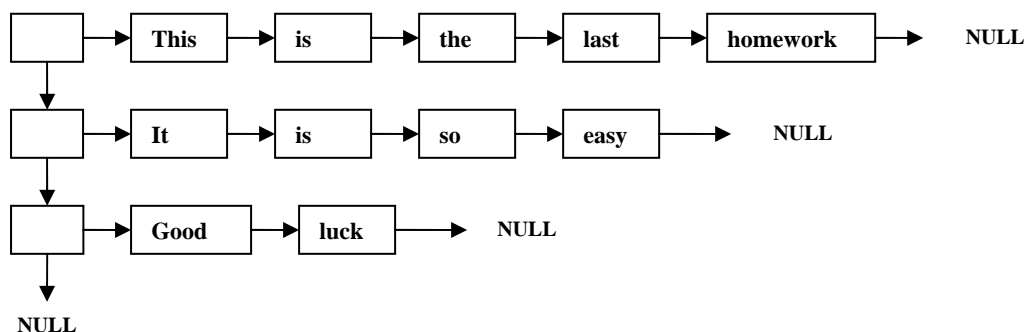 This is the last homework NULL
It is so easy NULL
Good luck NULL
NULL